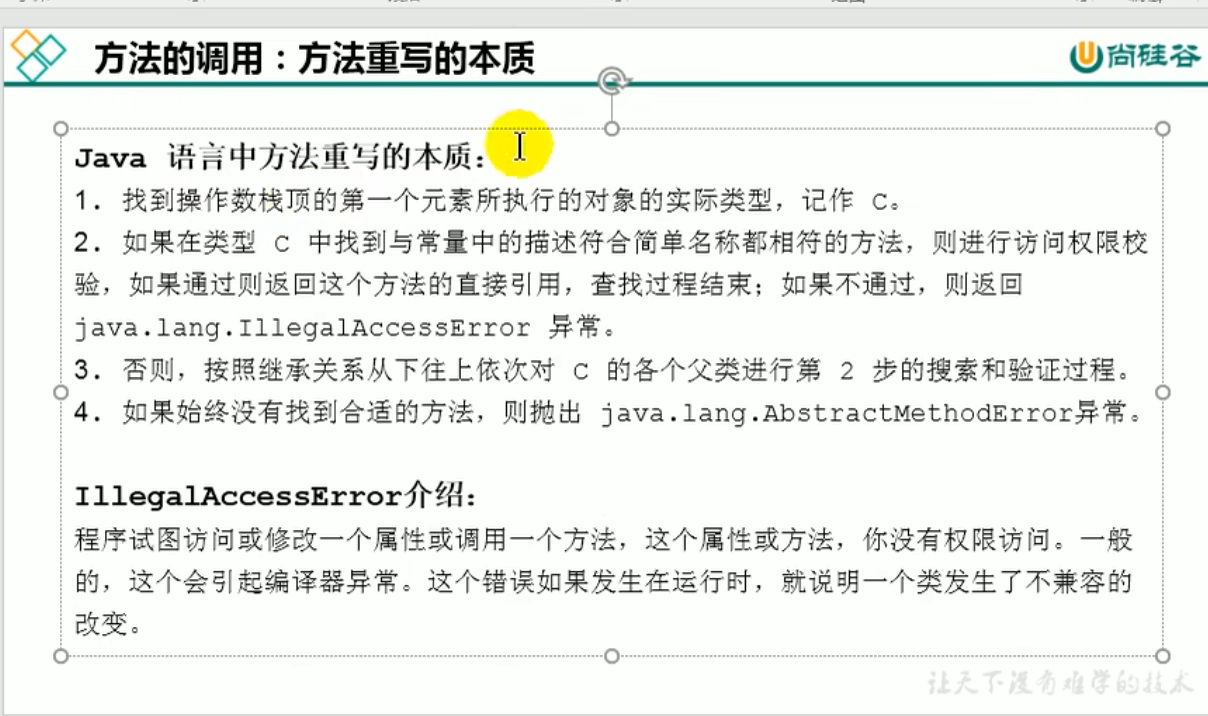 方法的调用：方法重写的本质
尚硅谷
Java 语言中方法重写的本质：
1. 找到操作数栈顶的第一个元素所执行的对象的实际类型，记作 C。
2. 如果在类型 C 中找到与常量中的描述符合简单名称都相符的方法，则进行访问权限校
验，如果通过则返回这个方法的直接引用，查找过程结束；如果不通过，则返回
java.lang.IllegalAccessError 异常。
3. 否则，按照继承关系从下往上依次对 C 的各个父类进行第 2 步的搜索和验证过程。
4. 如果始终没有找到合适的方法，则抛出 java.lang.AbstractMethodError异常。
IllegalAccessError介绍：
程序试图访问或修改一个属性或调用一个方法，这个属性或方法，你没有权限访问。一般
的，这个会引起编译器异常。这个错误如果发生在运行时，就说明一个类发生了不兼容的
改变。
让天下没有难学的技术